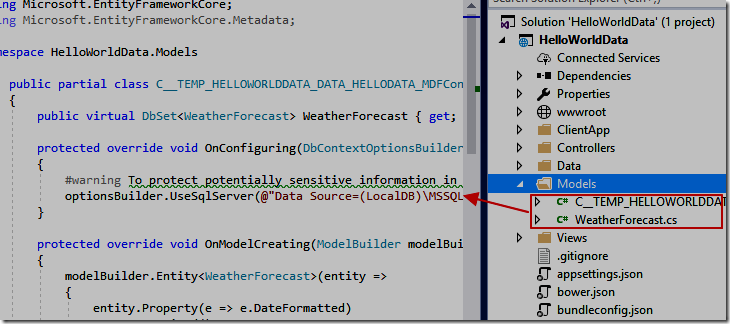 ing Microsoft.EntityFrameworkCore;
ing Microsoft.EntityFrameworkCore.Metadata;
mespace HelloWorldData.Models
public partial class C__TEMP_HELLOWORLDDATA_DATA_HELLODATA_MDFCon
{
public virtual DbSet<WeatherForecast> WeatherForecast { get;
protected override void OnConfiguring(DbContextOptionsBuilder
{
#warning To protect potentially sensitive information in
optionsBuilder.UseSqlServer(@"Data Source=(LocalDB)\MSSQL
}
protected override void OnModelCreating(ModelBuilder modelBui
{
modelBuilder.Entity<WeatherForecast>(entity =>
{
entity.Property(e => e.DateFormatted)
Search Solution Explorer (Ctrl+;)
Solution 'HelloWorldData' (1 project)
HelloWorldData
Connected Services
Dependencies
Properties
wwwroot
ClientApp
Controllers
Data
Models
C# C__TEMP_HELLOWORLDDAT
C# WeatherForecast.cs
Views
.gitignore
appsettings.json
bower.json
bundleconfig.json